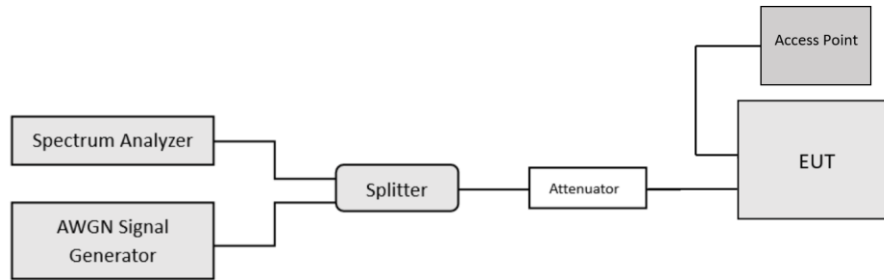 Access Point
Spectrum Analyzer
EUT
Splitter
Attenuator
AWGN Signal
Generator